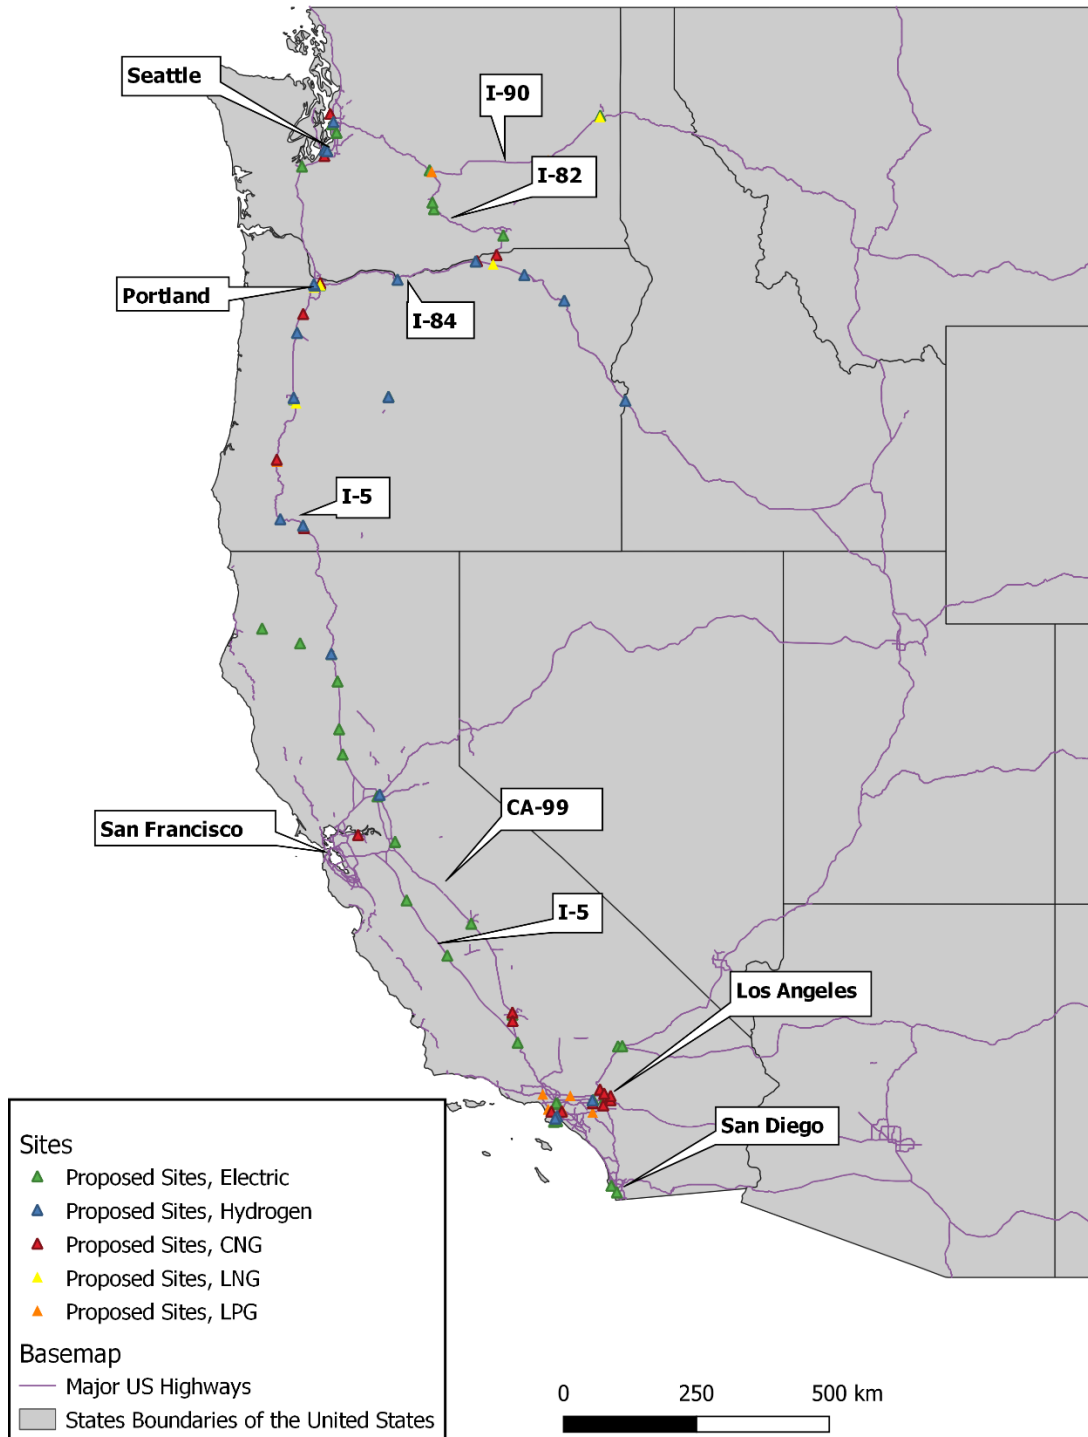 Seattle
I-90
I-82
Portland
I-84
I-5
CA-99
San Francisco
I-5
Los Angeles
San Diego
Sites
Proposed Sites, Electric
Proposed Sites, Hydrogen
Proposed Sites, CNG
Proposed Sites, LNG
Proposed Sites, LPG
Basemap
Major US Highways
States Boundaries of the United States
0 250 500 km